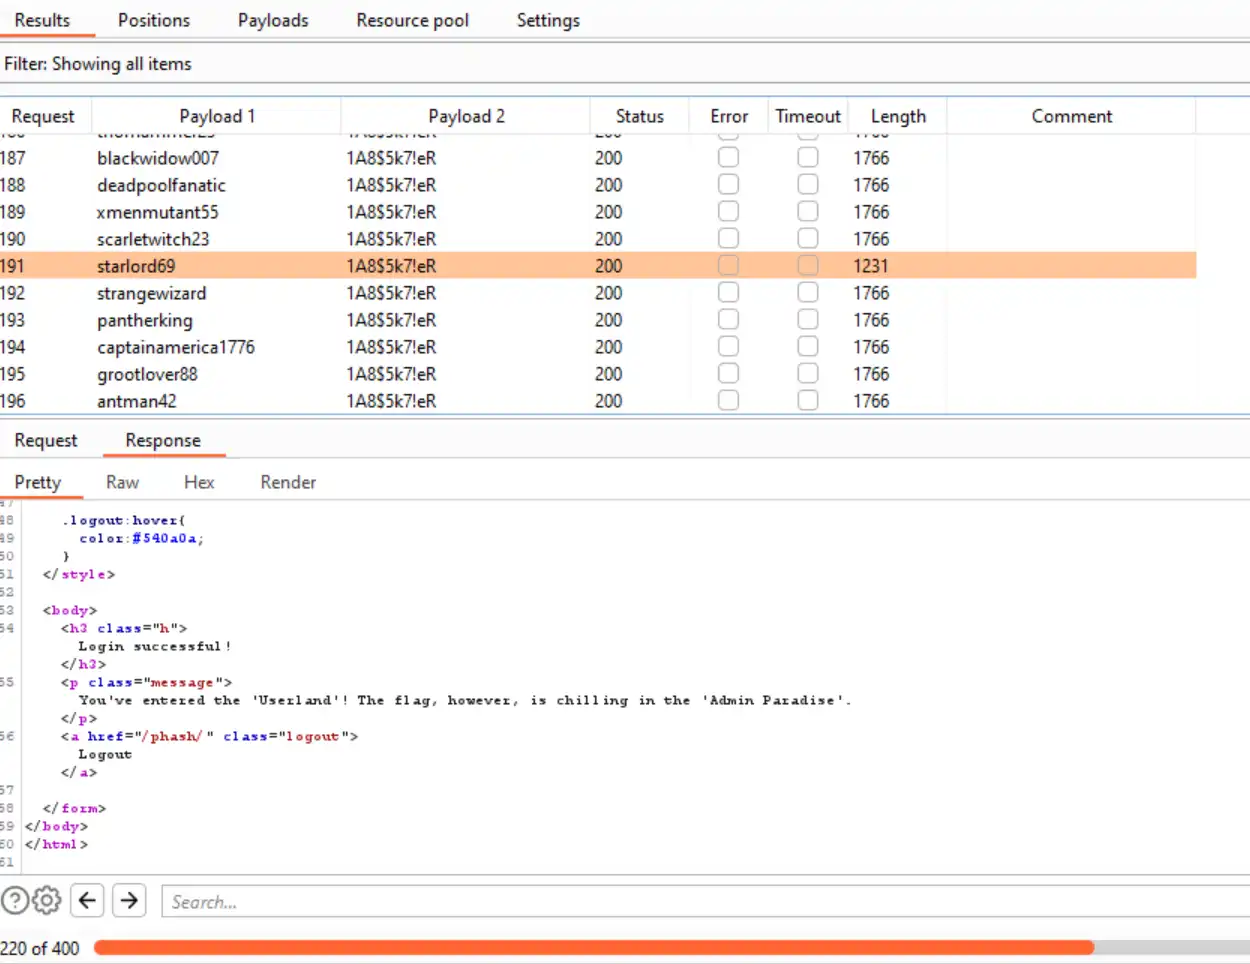 Results Positions Payloads Resource pool Settings
Filter: Showing all items
Request Payload 1 Payload 2 Status Error Timeout Length Comment
187 blackwidow007 1A8$5k7!eR 200 1766
188 deadpoolfanatic 1A8$5k7!eR 200 1766
189 xmenmutant55 1A8$5k7!eR 200 1766
190 scarletwitch23 1A8$5k7!eR 200 1766
191 starlord69 1A8$5k7!eR 200 1231
192 strangewizard 1A8$5k7!eR 200 1766
193 pantherking 1A8$5k7!eR 200 1766
194 captainamerica1776 1A8$5k7!eR 200 1766
195 grootlover88 1A8$5k7!eR 200 1766
196 antman42 1A8$5k7!eR 200 1766
Request Response
Pretty Raw Hex Render
48 .logout:hover{
49 color:#540a0a;
50 }
51 </style>
52
53 <body>
54 <h3 class="h">
Login successful!
</h3>
55 <p class="message">
You've entered the 'Userland'! The flag, however, is chilling in the 'Admin Paradise'.
</p>
56 <a href="/phash/" class="logout">
Logout
</a>
57
58 </form>
59 </body>
60 </html>
61
Search...
220 of 400